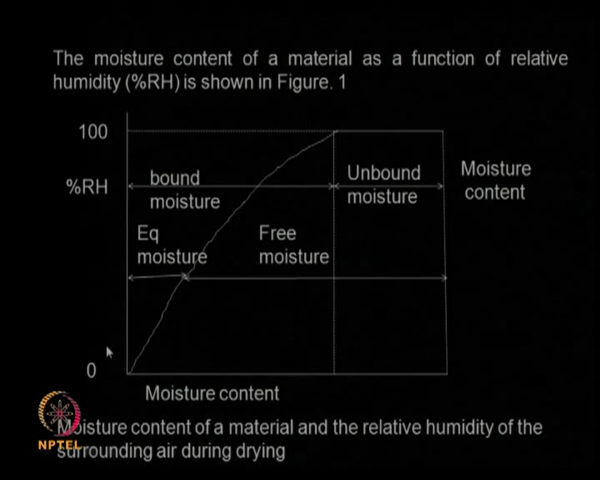 The moisture content of a material as a function of relative
humidity (%RH) is shown in Figure. 1
100
%RH
bound
moisture
Unbound
moisture
Moisture
content
Eq
moisture
Free
moisture
0
Moisture content
Moisture content of a material and the relative humidity of the
surrounding air during drying
NPTEL